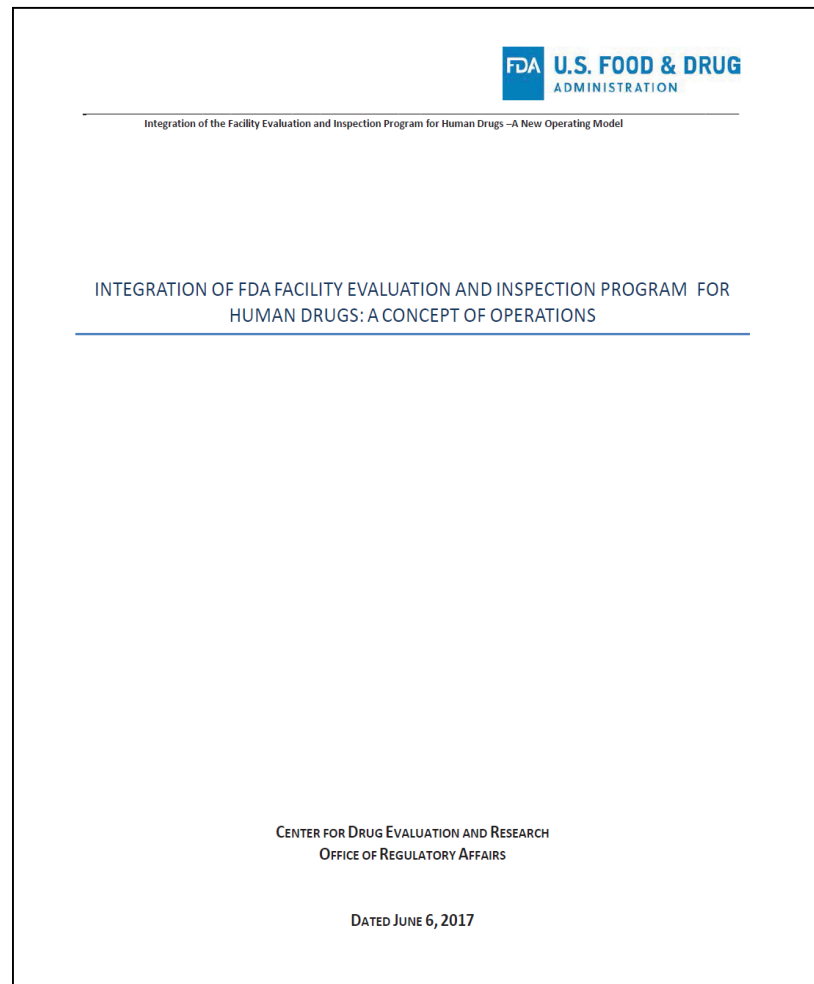 FDA U.S. FOOD & DRUG
ADMINISTRATION
Integration of the Facility Evaluation and Inspection Program for Human Drugs –A New Operating Model
INTEGRATION OF FDA FACILITY EVALUATION AND INSPECTION PROGRAM FOR
HUMAN DRUGS: A CONCEPT OF OPERATIONS
CENTER FOR DRUG EVALUATION AND RESEARCH
OFFICE OF REGULATORY AFFAIRS
DATED JUNE 6, 2017